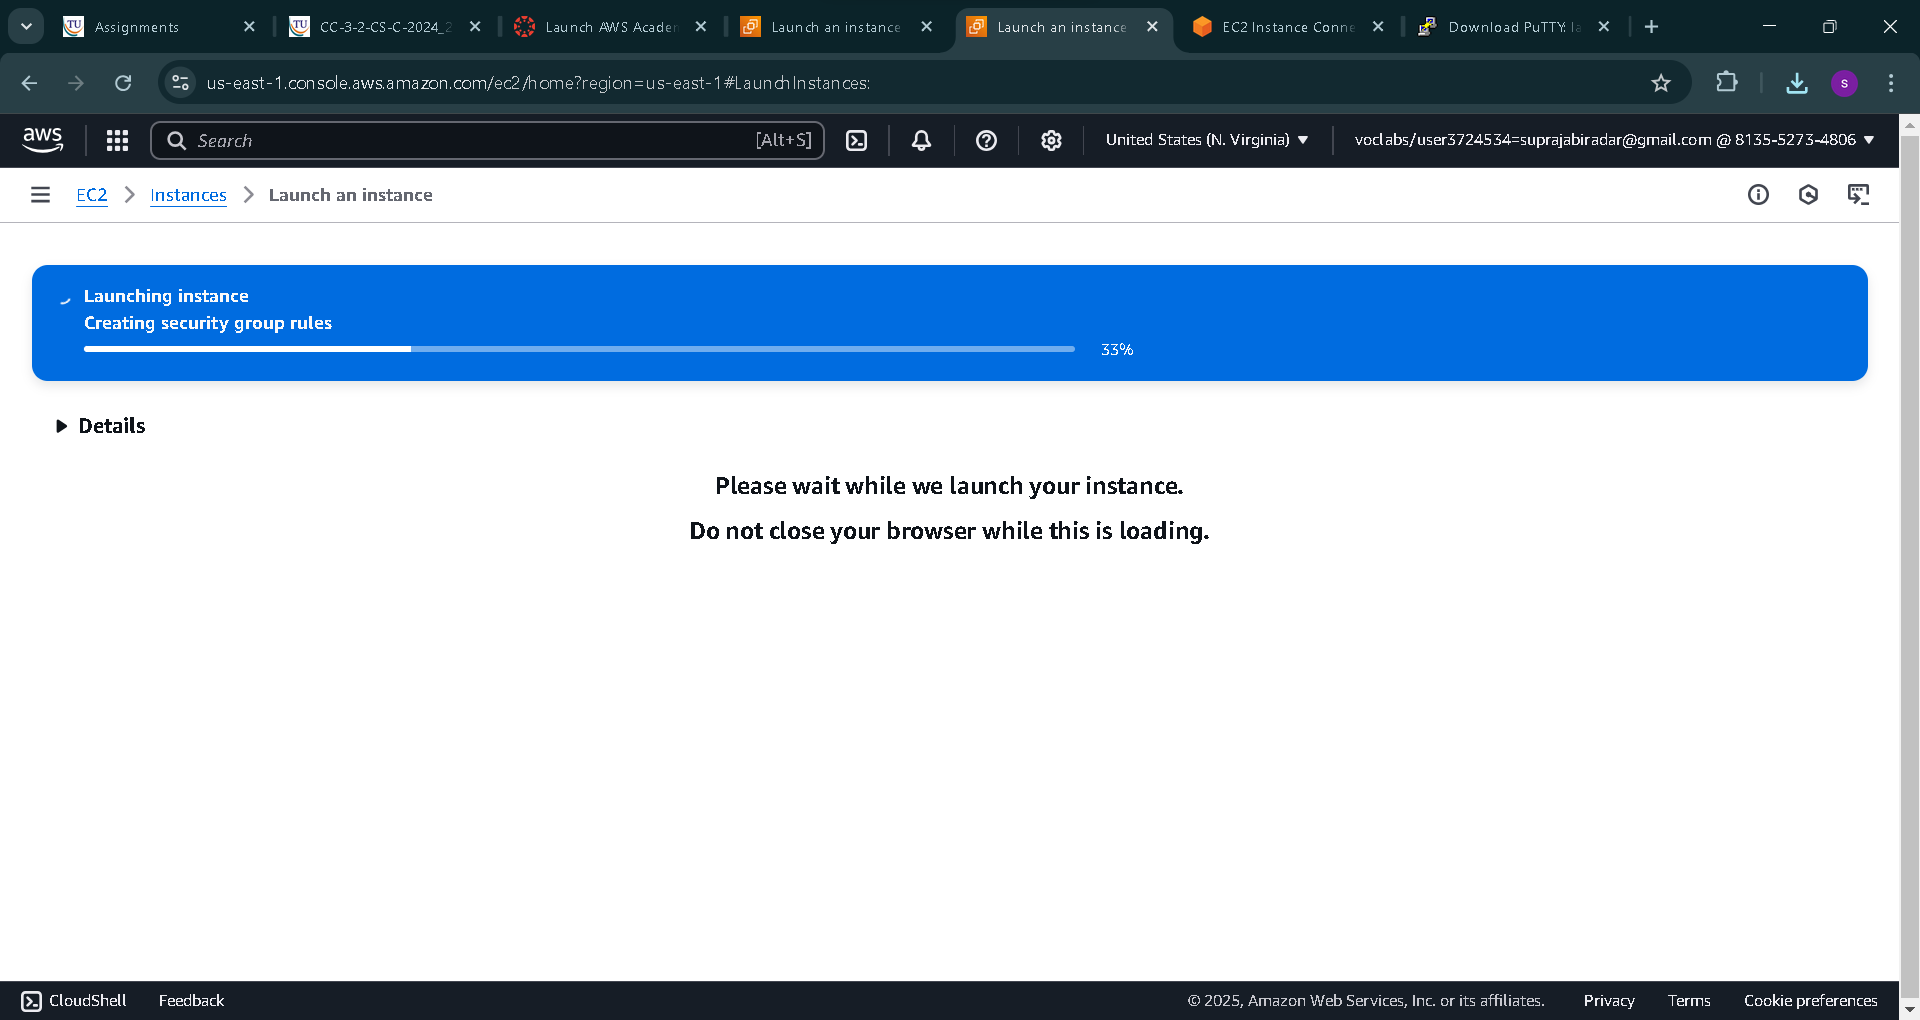 Assignments
CC-3-2-CS-C-2024_2
Launch AWS Academ
Launch an instance
Launch an instance
EC2 Instance Conne
Download PuTTY: la
us-east-1.console.aws.amazon.com/ec2/home?region=us-east-1#LaunchInstances:
S
aws
Search
[Alt+S]
United States (N. Virginia)
voclabs/user3724534=suprajabiradar@gmail.com @ 8135-5273-4806
EC2
Instances
Launch an instance
Launching instance
Creating security group rules
33%
Details
Please wait while we launch your instance.
Do not close your browser while this is loading.
CloudShell
Feedback
© 2025, Amazon Web Services, Inc. or its affiliates.
Privacy
Terms
Cookie preferences